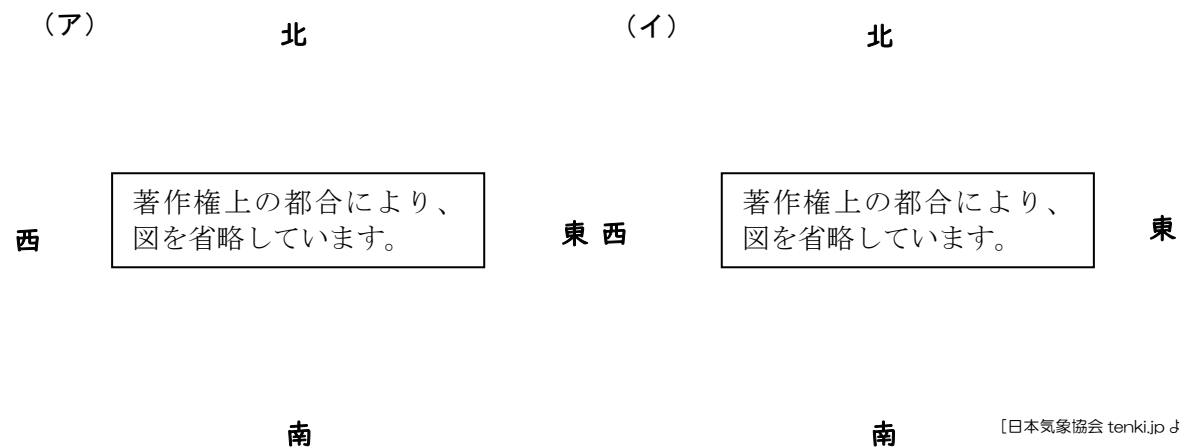 （ア）
北
（イ）
北
著作権上の都合により、
図を省略しています。
著作権上の都合により、
図を省略しています。
西
東
西
東
南
南
[日本気象協会 tenki.jp よ